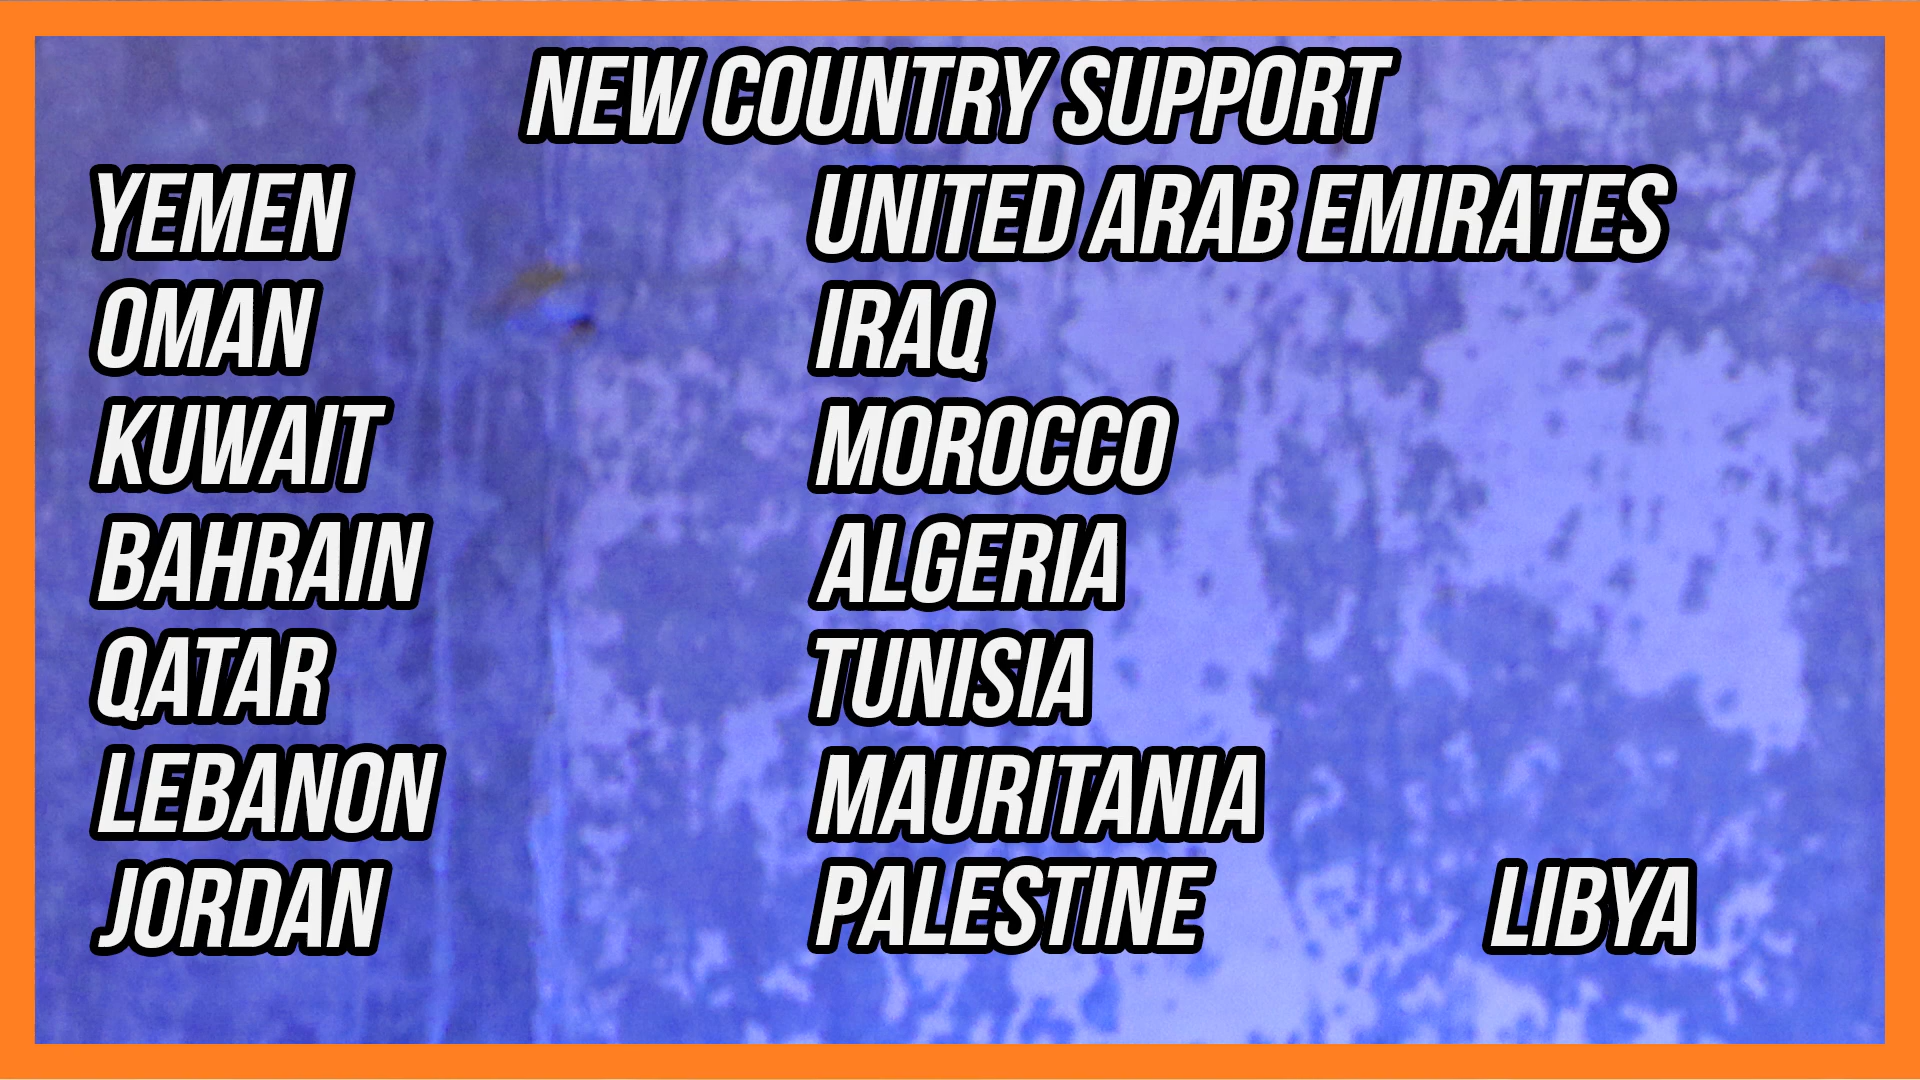 NEW COUNTRY SUPPORT
YEMEN
OMAN
KUWAIT
BAHRAIN
QATAR
LEBANON
JORDAN
UNITED ARAB EMIRATES
IRAQ
MOROCCO
ALGERIA
TUNISIA
MAURITANIA
PALESTINE
LIBYA